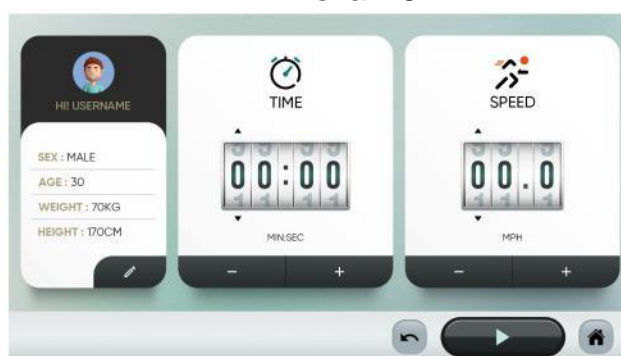 HI! USERNAME
SEX : MALE
AGE : 30
WEIGHT : 70KG
HEIGHT : 170CM
TIME
00:00
MIN:SEC
− +
SPEED
00.0
MPH
− +